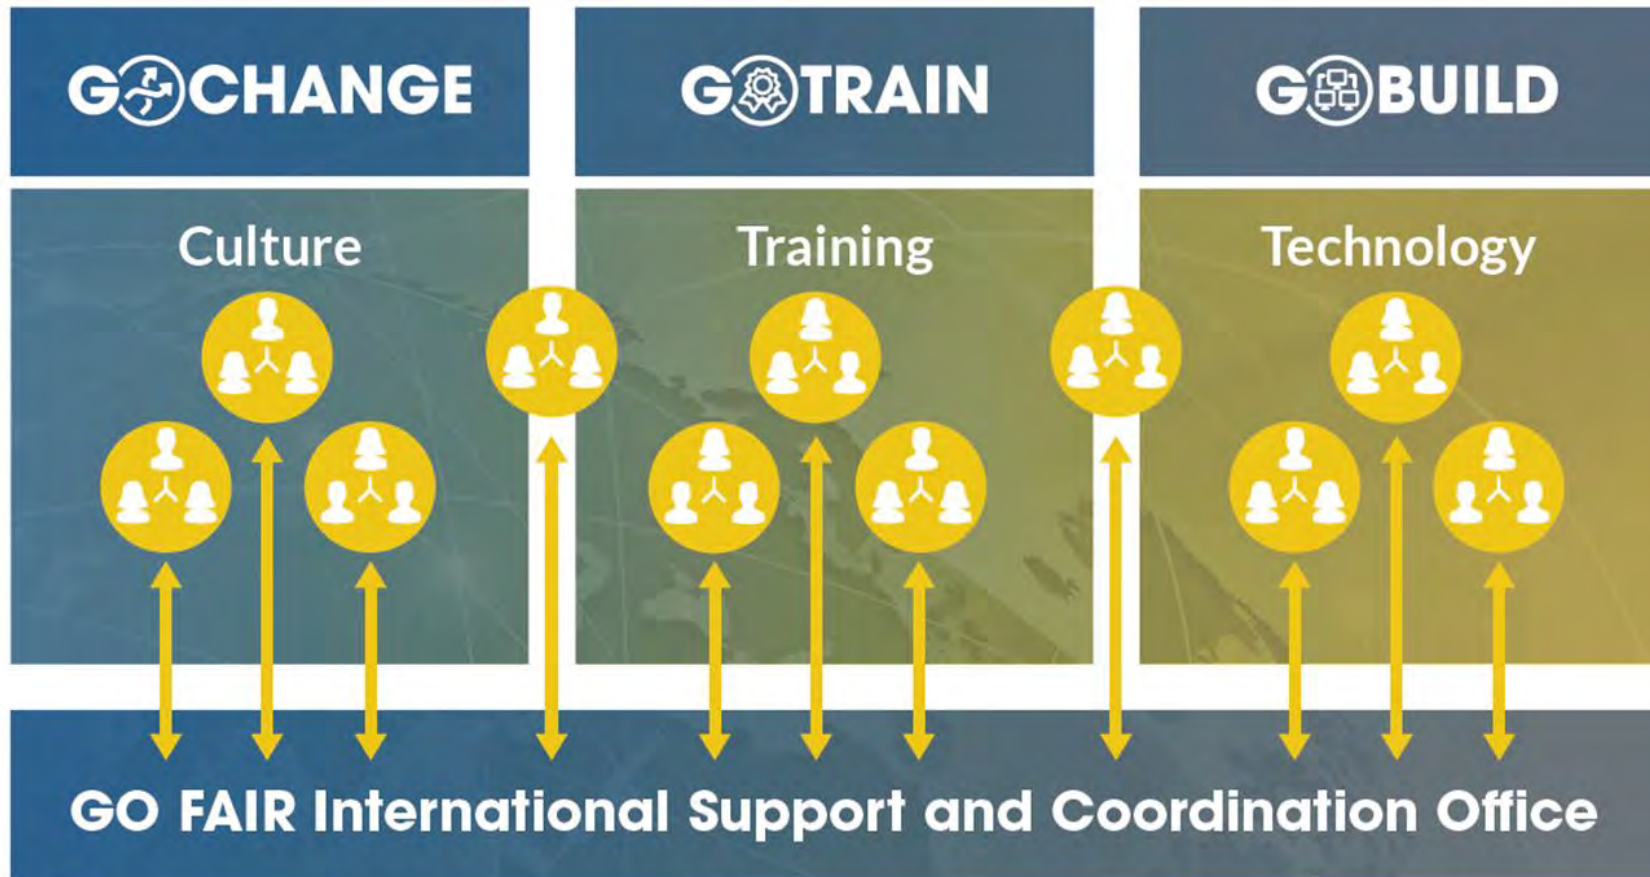 GO CHANGE
GO TRAIN
GO BUILD
Culture
Training
Technology
GO FAIR International Support and Coordination Office